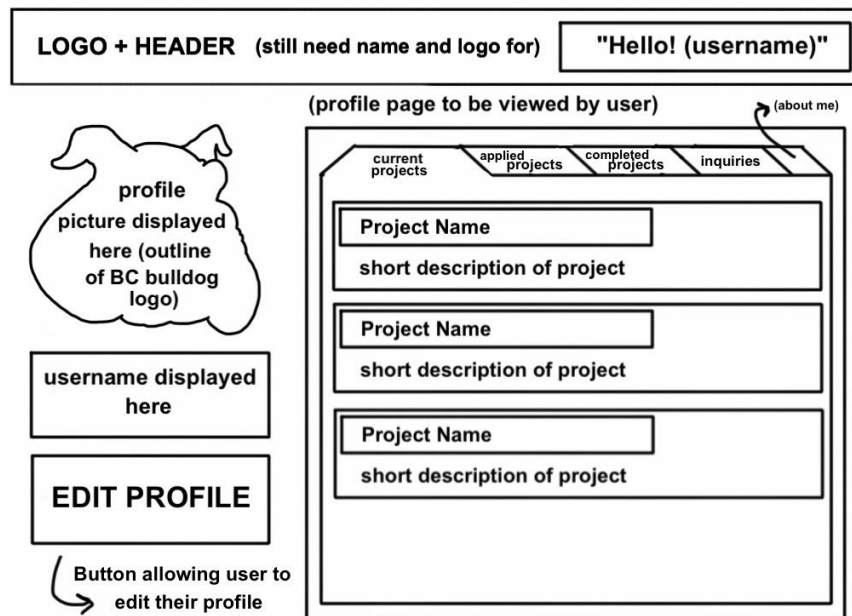 LOGO + HEADER (still need name and logo for)
"Hello! (username)"
(profile page to be viewed by user)
(about me)
profile
picture displayed
here (outline
of BC bulldog
logo)
username displayed
here
EDIT PROFILE
Button allowing user to
edit their profile
current
projects
applied
projects
completed
projects
inquiries
Project Name
short description of project
Project Name
short description of project
Project Name
short description of project